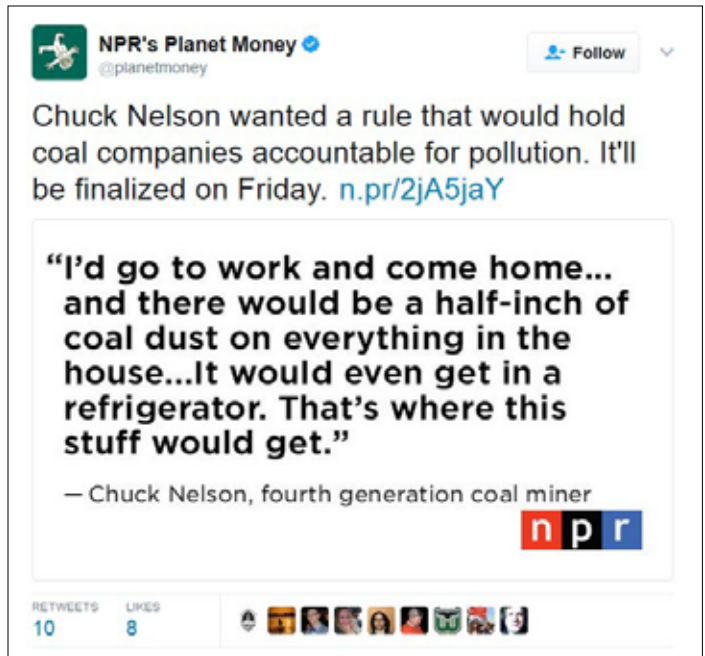 NPR's Planet Money
@planetmoney
Follow
Chuck Nelson wanted a rule that would hold
coal companies accountable for pollution. It'll
be finalized on Friday. n.pr/2jA5jaY
“I’d go to work and come home...
and there would be a half-inch of
coal dust on everything in the
house...It would even get in a
refrigerator. That’s where this
stuff would get.”
— Chuck Nelson, fourth generation coal miner
n p r
RETWEETS LIKES
10 8